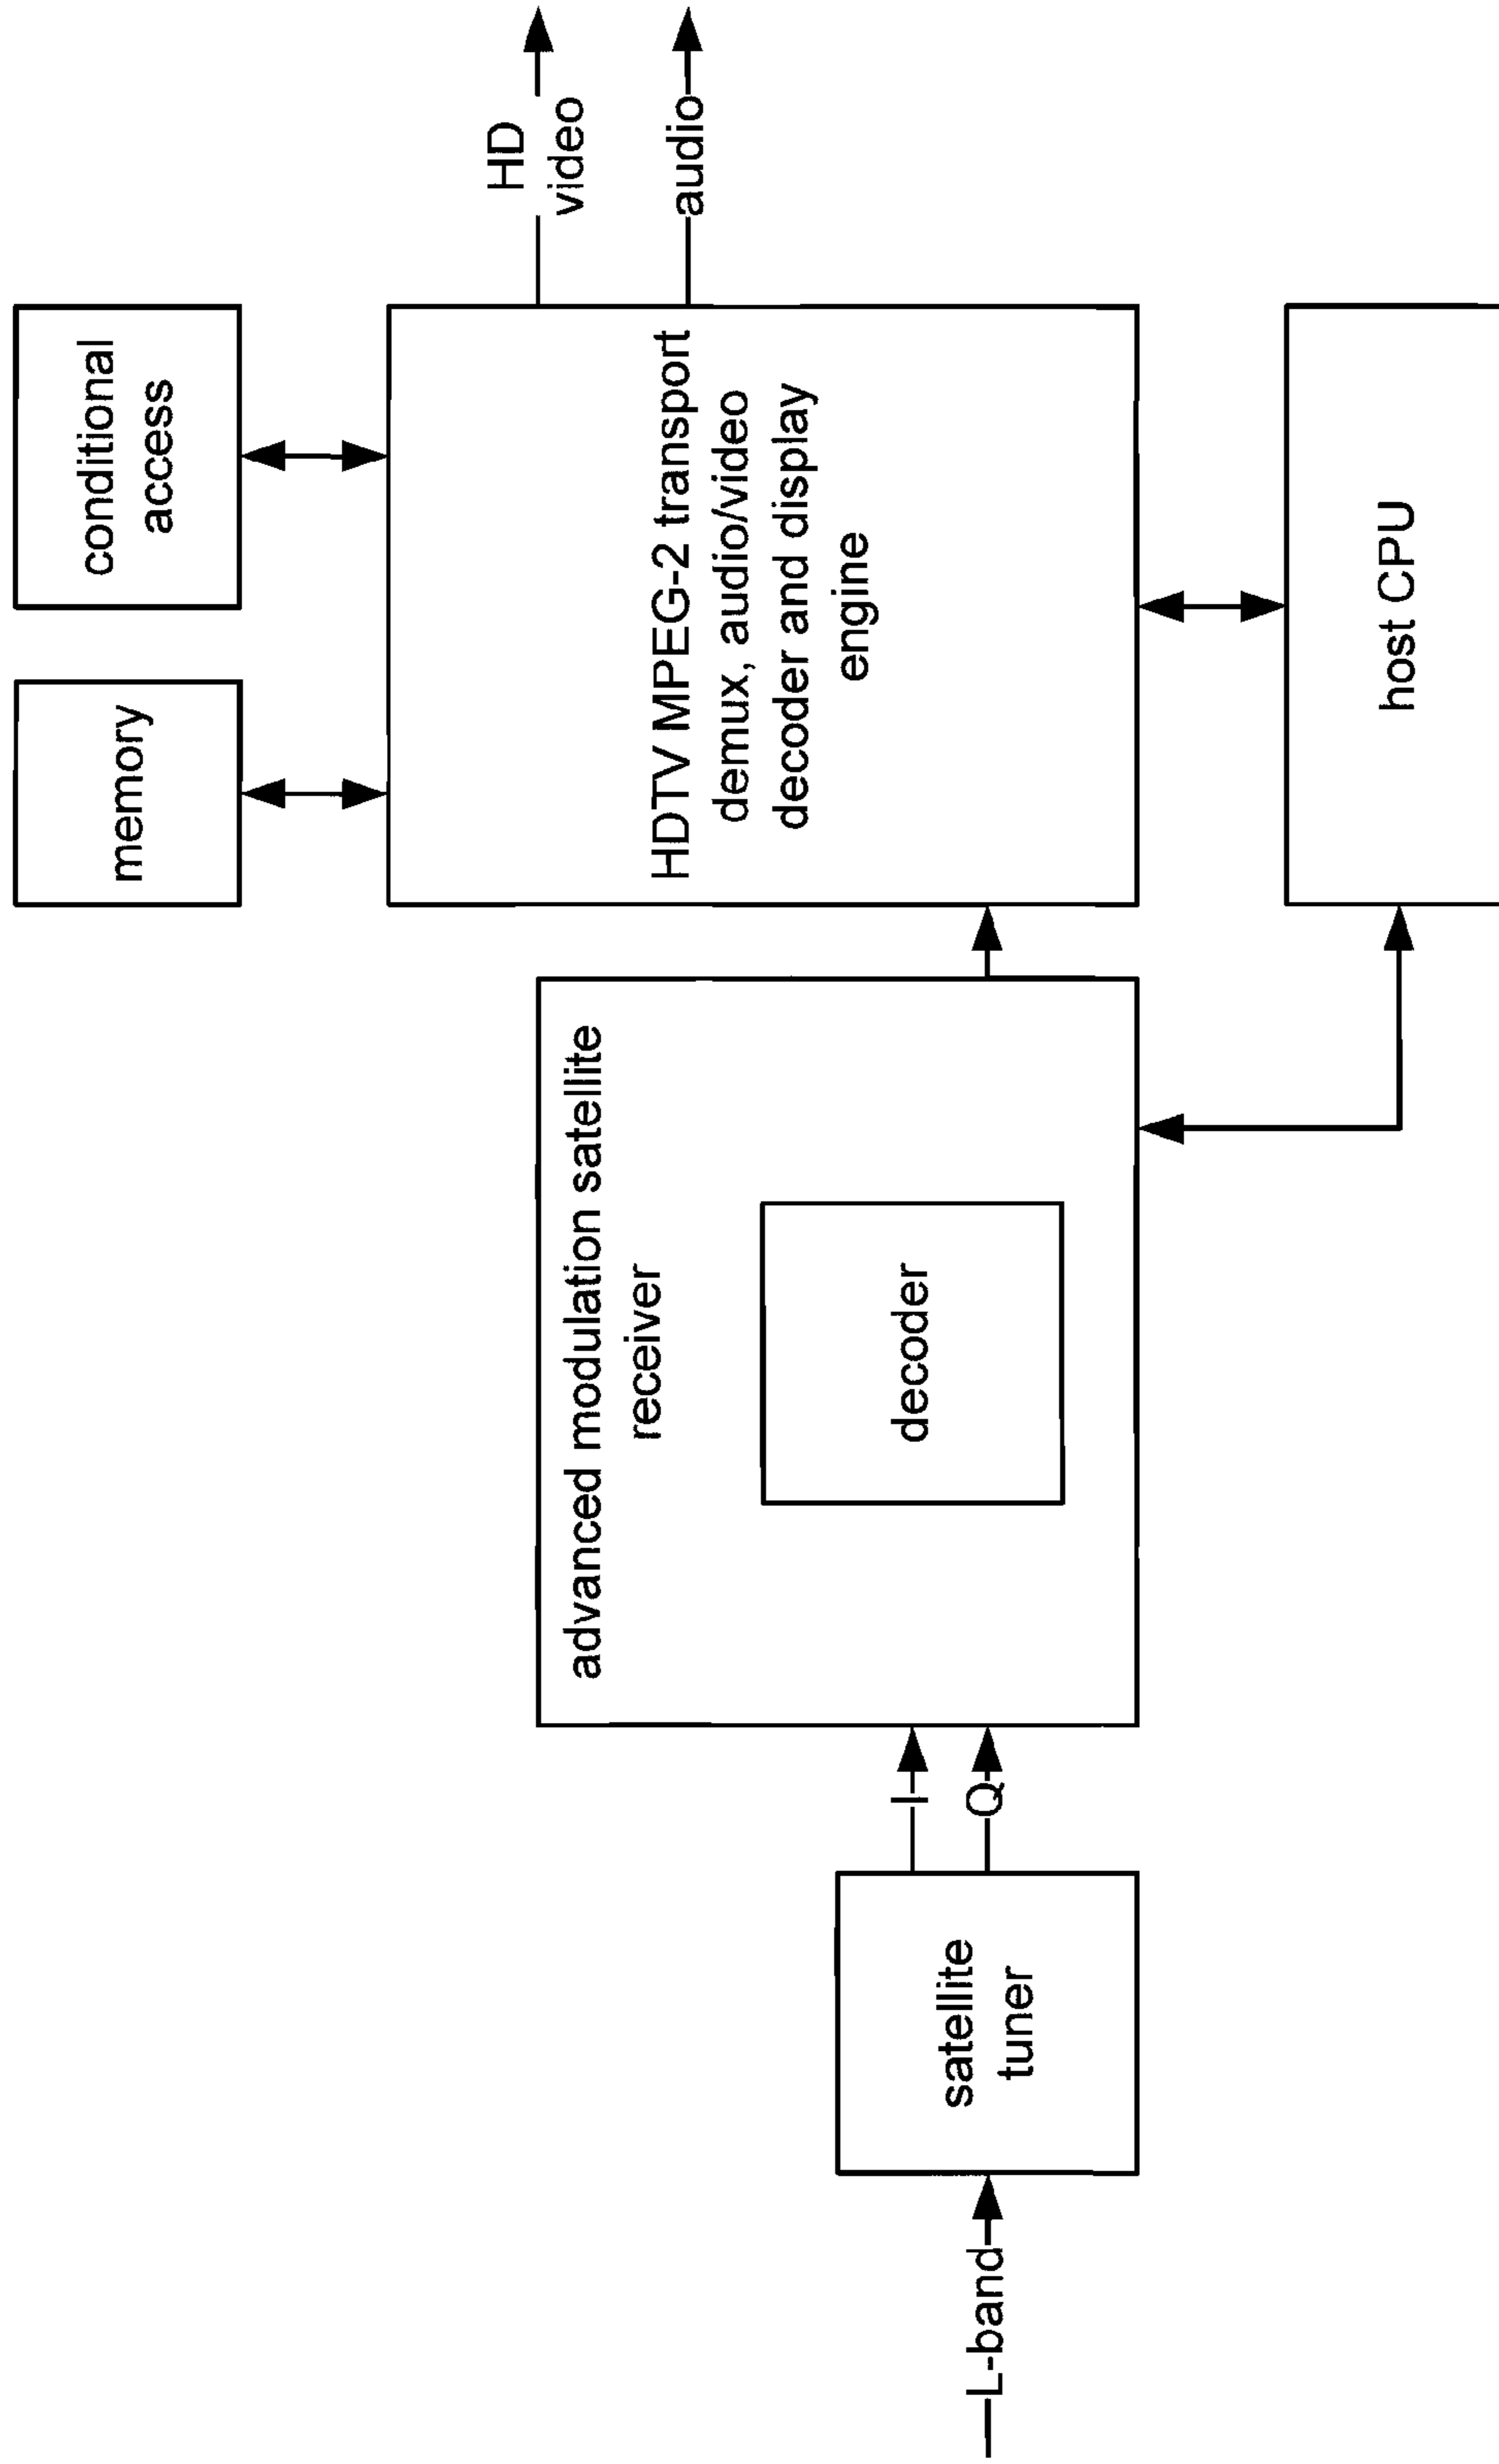 L-band
satellite
tuner
I
Q
advanced modulation satellite
receiver
decoder
memory
conditional
access
HDTV MPEG-2 transport
demux, audio/video
decoder and display
engine
HD
video
audio
host CPU